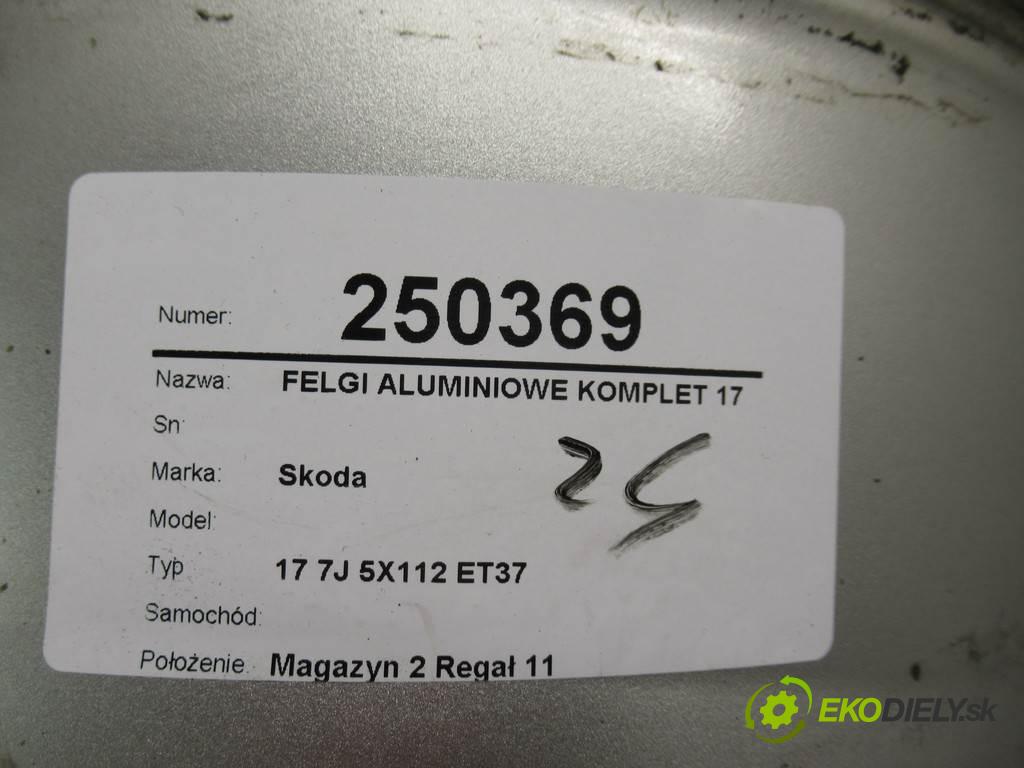 Numer: 250369
Nazwa: FELGI ALUMINIOWE KOMPLET 17
Sn:
Marka: Skoda
Model:
Typ 17 7J 5X112 ET37
Samochód:
Położenie: Magazyn 2 Regał 11
EKODIELY.sk